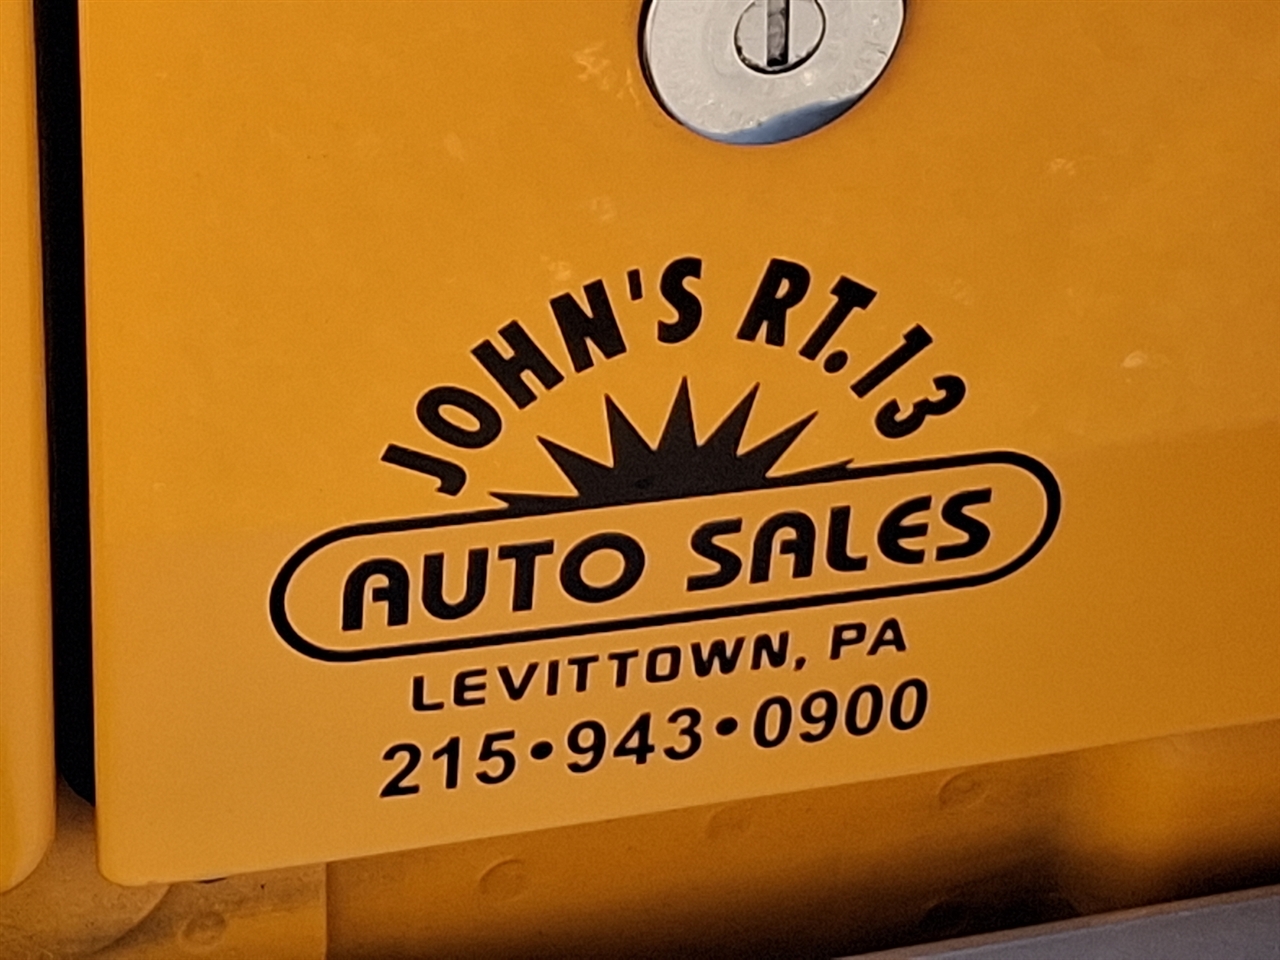 JOHN'S RT. 13
AUTO SALES
LEVITTOWN, PA
215•943•0900